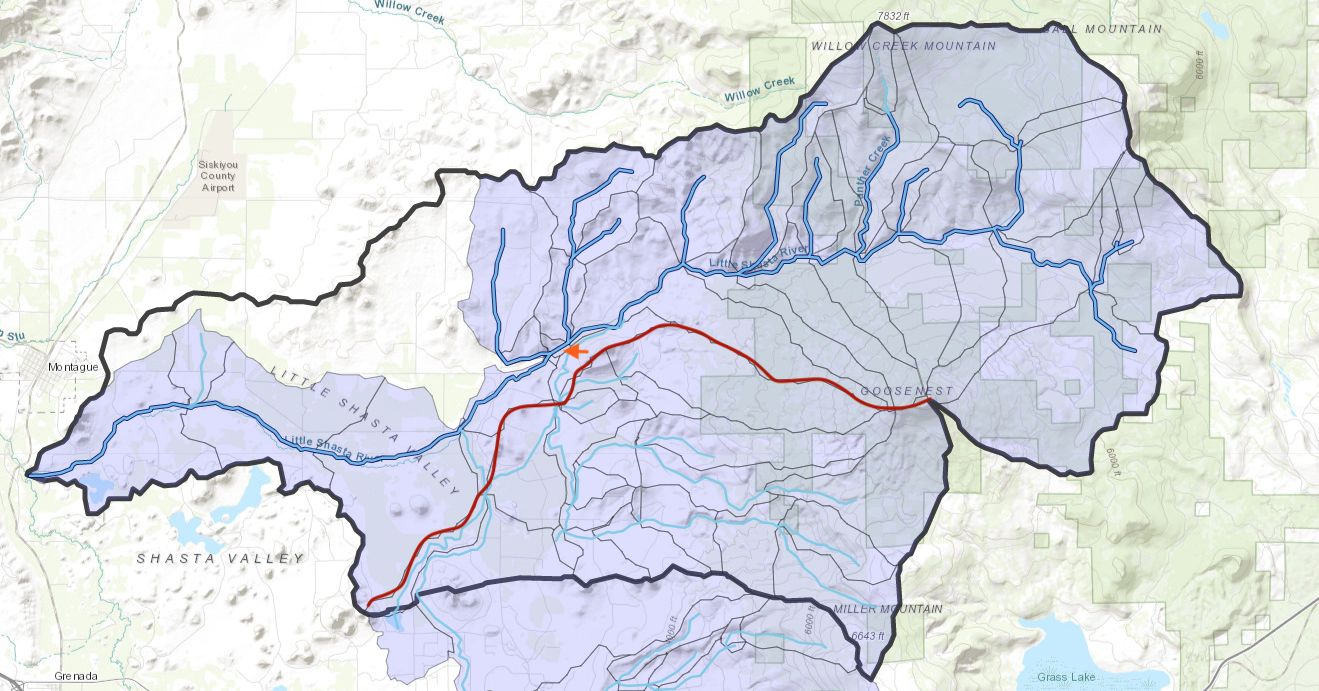 Willow Creek
7832 ft
BALL MOUNTAIN
WILLOW CREEK MOUNTAIN
6000 ft
Willow Creek
Siskiyou
County
Airport
Panther Creek
Little Shasta River
Montague
GOOSENEST
LITTLE SHASTA VALLEY
Little Shasta River
6000 ft
SHASTA VALLEY
MILLER MOUNTAIN
6000 ft
6643 ft
Grenada
Grass Lake